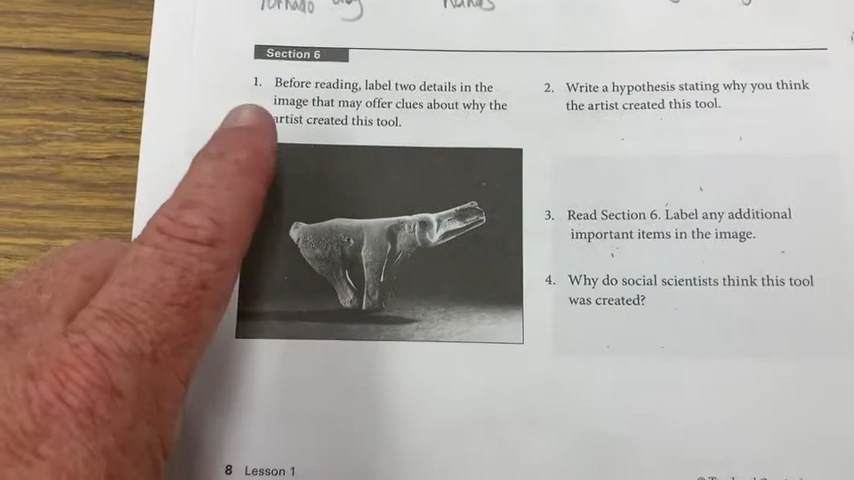 Tornado
Section 6
1. Before reading, label two details in the
image that may offer clues about why the
artist created this tool.
2. Write a hypothesis stating why you think
the artist created this tool.
3. Read Section 6. Label any additional
important items in the image.
4. Why do social scientists think this tool
was created?
8 Lesson 1